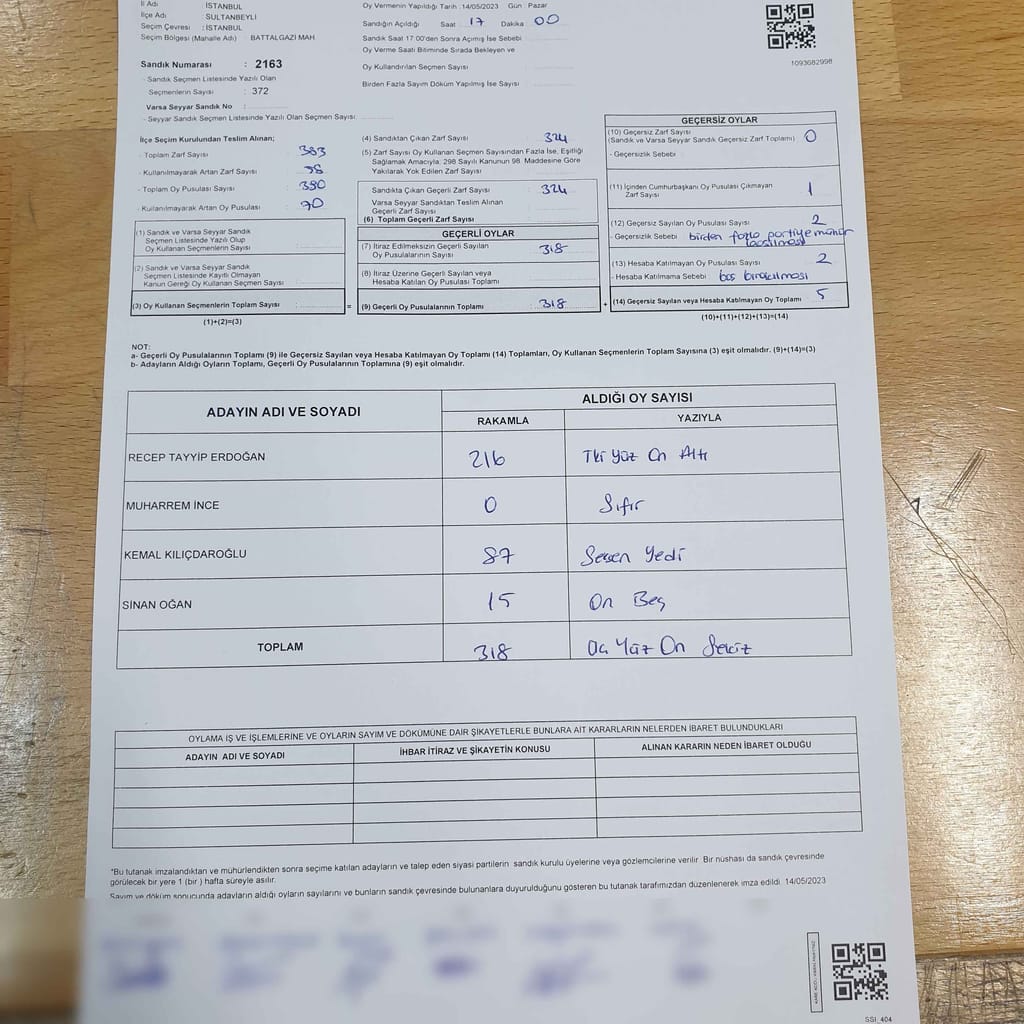 İl Adı : İSTANBUL
İlçe Adı : SULTANBEYLİ
Seçim Çevresi : İSTANBUL
Seçim Bölgesi (Mahalle Adı) : BATTALGAZİ MAH.
Oy Vermenin Yapıldığı Tarih :14/05/2023 Gün : Pazar
Sandığın Açıldığı Saat : 17 Dakika 00
Sandık Saat 17.00'den Sonra Açılmış İse Sebebi
Oy Verme Saati Bitiminde Sırada Bekleyen ve
Oy Kullandırılan Seçmen Sayısı :
Birden Fazla Sayım Döküm Yapılmış İse Sayısı :
1093682998
Sandık Numarası : 2163
- Sandık Seçmen Listesinde Yazılı Olan
Seçmenlerin Sayısı : 372
Varsa Seyyar Sandık No :
- Seyyar Sandık Seçmen Listesinde Yazılı Olan Seçmen Sayısı:
İlçe Seçim Kurulundan Teslim Alınan;
- Toplam Zarf Sayısı : 383
- Kullanılmayarak Artan Zarf Sayısı :
- Toplam Oy Pusulası Sayısı : 390
- Kullanılmayarak Artan Oy Pusulası :
(1) Sandık ve Varsa Seyyar Sandık
Seçmen Listesinde Yazılı Olup
Oy Kullanan Seçmenlerin Sayısı :
(2) Sandık ve Varsa Seyyar Sandık
Seçmen Listesinde Kayıtlı Olmayan
Kanun Gereği Oy Kullanan Seçmen Sayısı :
(3) Oy Kullanan Seçmenlerin Toplam Sayısı :
(1)+(2)=(3)
(4) Sandıktan Çıkan Zarf Sayısı : 324
(5) Zarf Sayısı Oy Kullanan Seçmen Sayısından Fazla İse, Eşitliği
Sağlamak Amacıyla, 298 Sayılı Kanunun 98. Maddesine Göre
Yakılarak Yok Edilen Zarf Sayısı :
Sandıkta Çıkan Geçerli Zarf Sayısı : 324
Varsa Seyyar Sandıktan Teslim Alınan
Geçerli Zarf Sayısı :
(6) Toplam Geçerli Zarf Sayısı :
GEÇERLİ OYLAR
(7) İtiraz Edilmeksizin Geçerli Sayılan
Oy Pusulalarının Sayısı : 318
(8) İtiraz Üzerine Geçerli Sayılan veya
Hesaba Katılan Oy Pusulası Toplamı :
= (9) Geçerli Oy Pusulalarının Toplamı : 318 +
GEÇERSİZ OYLAR
(10) Geçersiz Zarf Sayısı
(Sandık ve Varsa Seyyar Sandık Geçersiz Zarf Toplamı) : 0
- Geçersizlik Sebebi :
(11) İçinden Cumhurbaşkanı Oy Pusulası Çıkmayan
Zarf Sayısı : 1
(12) Geçersiz Sayılan Oy Pusulası Sayısı : 2
- Geçersizlik Sebebi : birden fazla partiye mühür
basılması
(13) Hesaba Katılmayan Oy Pusulası Sayısı : 2
- Hesaba Katılmama Sebebi : boş bırakılması
(14) Geçersiz Sayılan veya Hesaba Katılmayan Oy Toplamı : 5
(10)+(11)+(12)+(13)=(14)
NOT:
a- Geçerli Oy Pusulalarının Toplamı (9) ile Geçersiz Sayılan veya Hesaba Katılmayan Oy Toplamı (14) Toplamları, Oy Kullanan Seçmenlerin Toplam Sayısına (3) eşit olmalıdır. (9)+(14)=(3)
b- Adayların Aldığı Oyların Toplamı, Geçerli Oy Pusulalarının Toplamına (9) eşit olmalıdır.
ADAYIN ADI VE SOYADI ALDIĞI OY SAYISI
RAKAMLA YAZIYLA
RECEP TAYYİP ERDOĞAN 216 İki Yüz On Altı
MUHARREM İNCE 0 Sıfır
KEMAL KILIÇDAROĞLU 87 Seksen Yedi
SİNAN OĞAN 15 On Beş
TOPLAM 318 Üç Yüz On Sekiz
OYLAMA İŞ VE İŞLEMLERİNE VE OYLARIN SAYIM VE DÖKÜMÜNE DAİR ŞİKAYETLERLE BUNLARA AİT KARARLARIN NELERDEN İBARET BULUNDUKLARI
ADAYIN ADI VE SOYADI İHBAR İTİRAZ VE ŞİKAYETİN KONUSU ALINAN KARARIN NEDEN İBARET OLDUĞU
*Bu tutanak imzalandıktan ve mühürlendikten sonra seçime katılan adayların ve talep eden siyasi partilerin sandık kurulu üyelerine veya gözlemcilerine verilir. Bir nüshası da sandık çevresinde
görülecek bir yere 1 (bir ) hafta süreyle asılır.
Sayım ve döküm sonucunda adayların aldığı oyların sayılarını ve bunların sandık çevresinde bulunanlara duyurulduğunu gösteren bu tutanak tarafımızdan düzenlenerek imza edildi 14/05/2023
SSİ_404